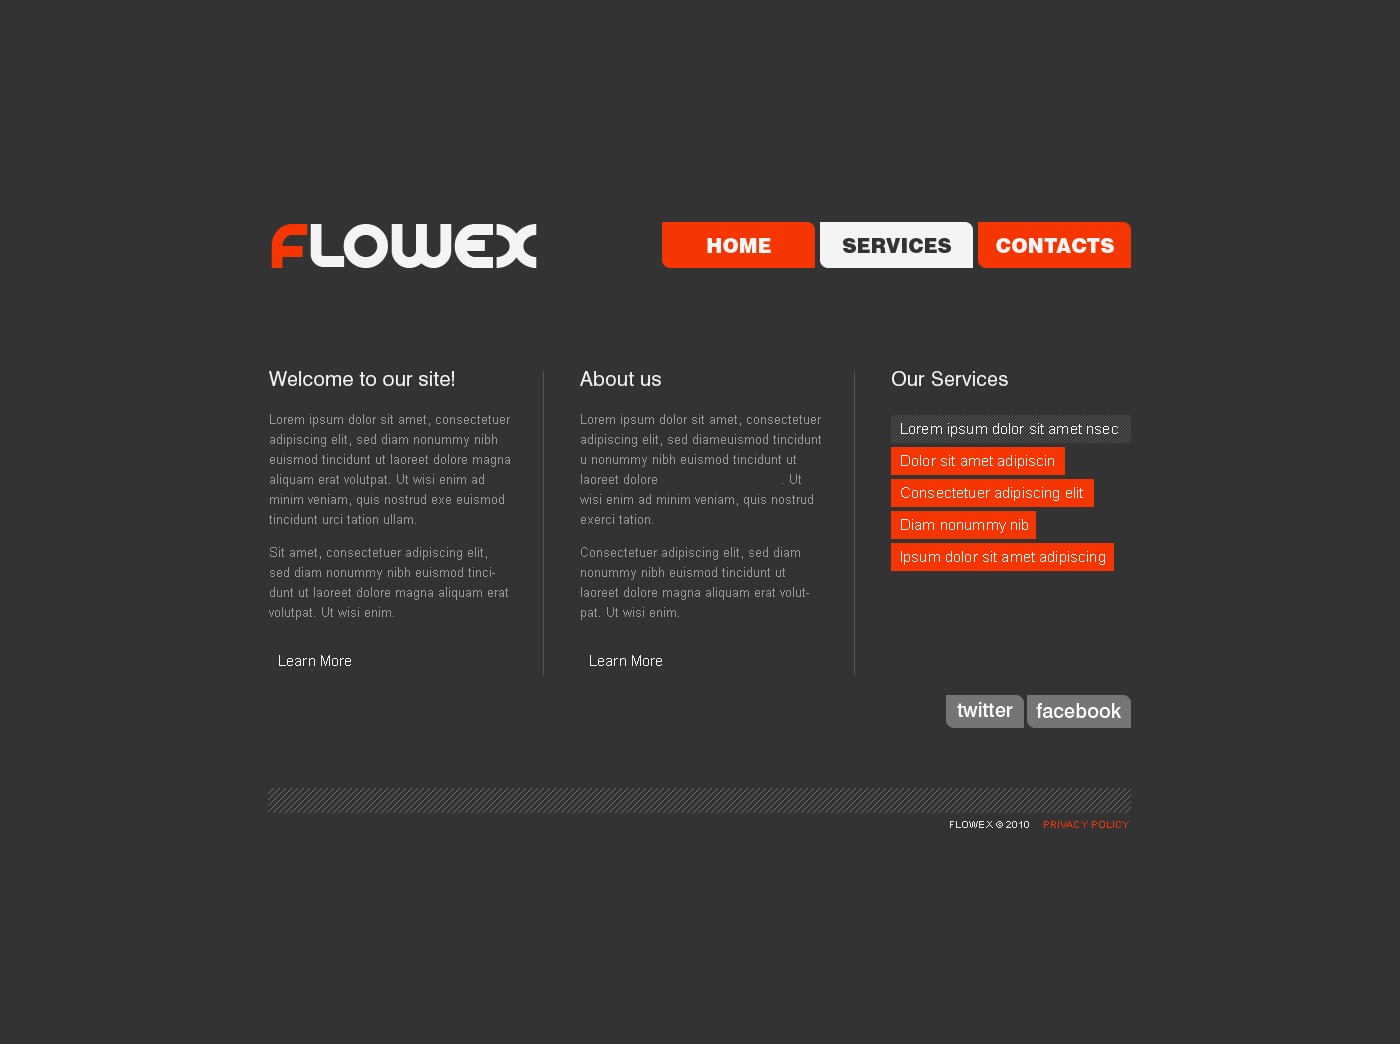 FLOWEX
HOME
SERVICES
CONTACTS
Welcome to our site!
Lorem ipsum dolor sit amet, consectetuer
adipiscing elit, sed diam nonummy nibh
euismod tincidunt ut laoreet dolore magna
aliquam erat volutpat. Ut wisi enim ad
minim veniam, quis nostrud exe euismod
tincidunt urci tation ullam.
Sit amet, consectetuer adipiscing elit,
sed diam nonummy nibh euismod tinci-
dunt ut laoreet dolore magna aliquam erat
volutpat. Ut wisi enim.
Learn More
About us
Lorem ipsum dolor sit amet, consectetuer
adipiscing elit, sed diameuismod tincidunt
u nonummy nibh euismod tincidunt ut
laoreet dolore . Ut
wisi enim ad minim veniam, quis nostrud
exerci tation.
Consectetuer adipiscing elit, sed diam
nonummy nibh euismod tincidunt ut
laoreet dolore magna aliquam erat volut-
pat. Ut wisi enim.
Learn More
Our Services
Lorem ipsum dolor sit amet nsec
Dolor sit amet adipiscin
Consectetuer adipiscing elit
Diam nonummy nib
Ipsum dolor sit amet adipiscing
twitter
facebook
FLOWEX © 2010 PRIVACY POLICY